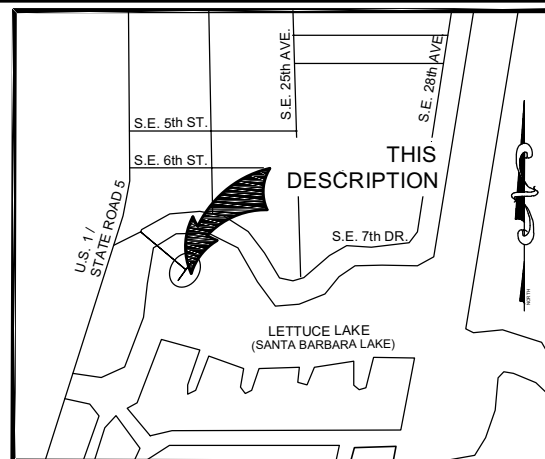 S.E. 25th AVE.
S.E. 28th AVE.
S.E. 5th ST.
S.E. 6th ST.
THIS
DESCRIPTION
U.S. 1 /
STATE ROAD 5
S.E. 7th DR.
NORTH
LETTUCE LAKE
(SANTA BARBARA LAKE)